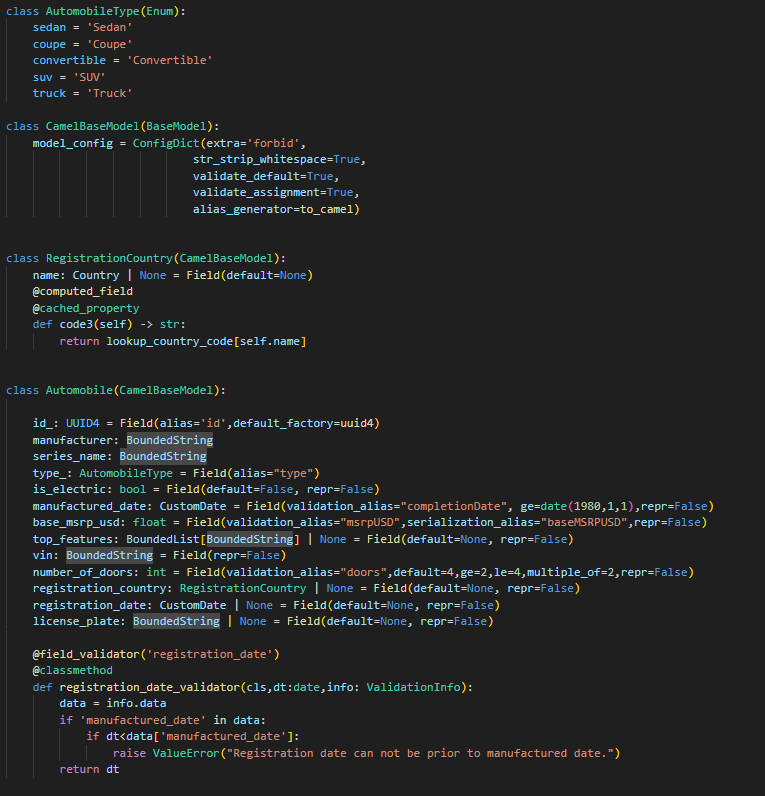 class AutomobileType(Enum):
    sedan = 'Sedan'
    coupe = 'Coupe'
    convertible = 'Convertible'
    suv = 'SUV'
    truck = 'Truck'
class CamelBaseModel(BaseModel):
    model_config = ConfigDict(extra='forbid',
                            str_strip_whitespace=True,
                            validate_default=True,
                            validate_assignment=True,
                            alias_generator=to_camel)
class RegistrationCountry(CamelBaseModel):
    name: Country | None = Field(default=None)
    @computed_field
    @cached_property
    def code3(self) -> str:
        return lookup_country_code[self.name]
class Automobile(CamelBaseModel):
    id_: UUID4 = Field(alias='id',default_factory=uuid4)
    manufacturer: BoundedString
    series_name: BoundedString
    type_: AutomobileType = Field(alias="type")
    is_electric: bool = Field(default=False, repr=False)
    manufactured_date: CustomDate = Field(validation_alias="completionDate", ge=date(1980,1,1),repr=False)
    base_msrp_usd: float = Field(validation_alias="msrpUSD",serialization_alias="baseMSRPUSD",repr=False)
    top_features: BoundedList[BoundedString] | None = Field(default=None, repr=False)
    vin: BoundedString = Field(repr=False)
    number_of_doors: int = Field(validation_alias="doors",default=4,ge=2,le=4,multiple_of=2,repr=False)
    registration_country: RegistrationCountry | None = Field(default=None, repr=False)
    registration_date: CustomDate | None = Field(default=None, repr=False)
    license_plate: BoundedString | None = Field(default=None, repr=False)
    @field_validator('registration_date')
    @classmethod
    def registration_date_validator(cls,dt:date,info: ValidationInfo):
        data = info.data
        if 'manufactured_date' in data:
            if dt<data['manufactured_date']:
                raise ValueError("Registration date can not be prior to manufactured date.")
        return dt